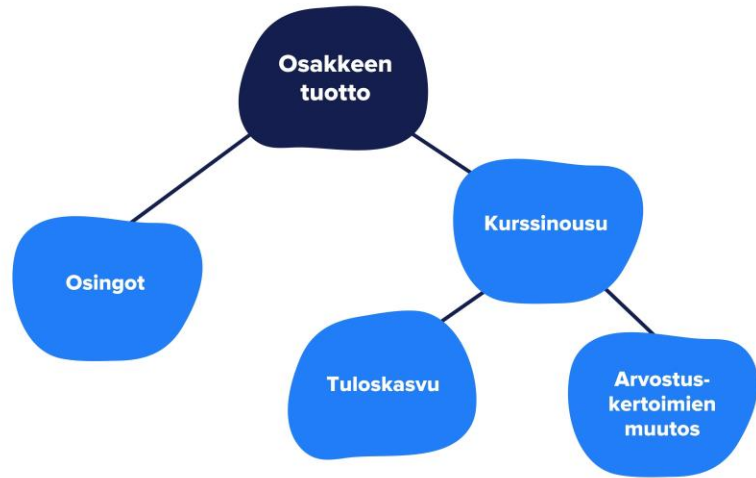 Osakkeen
tuotto
Kurssinousu
Osingot
Tuloskasvu
Arvostus-
kertoimien
muutos